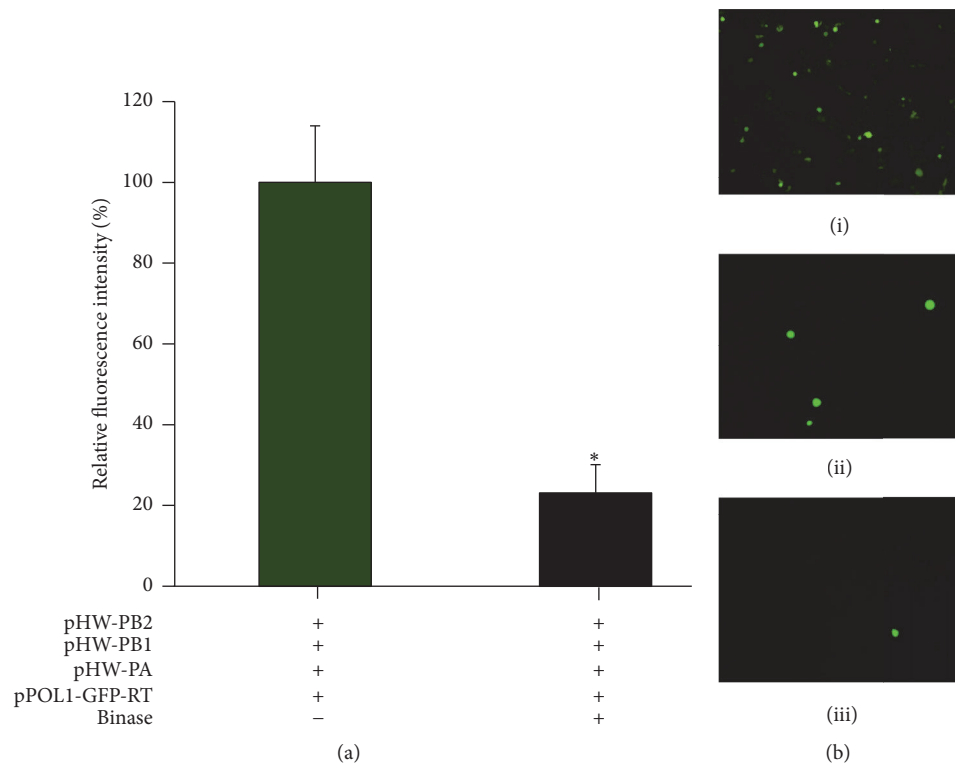 Relative fluorescence intensity (%)
120
100
80
60
40
20
0
*
pHW-PB2 + +
pHW-PB1 + +
pHW-PA + +
pPOL1-GFP-RT + +
Binase − +
(a)
(i)
(ii)
(iii)
(b)